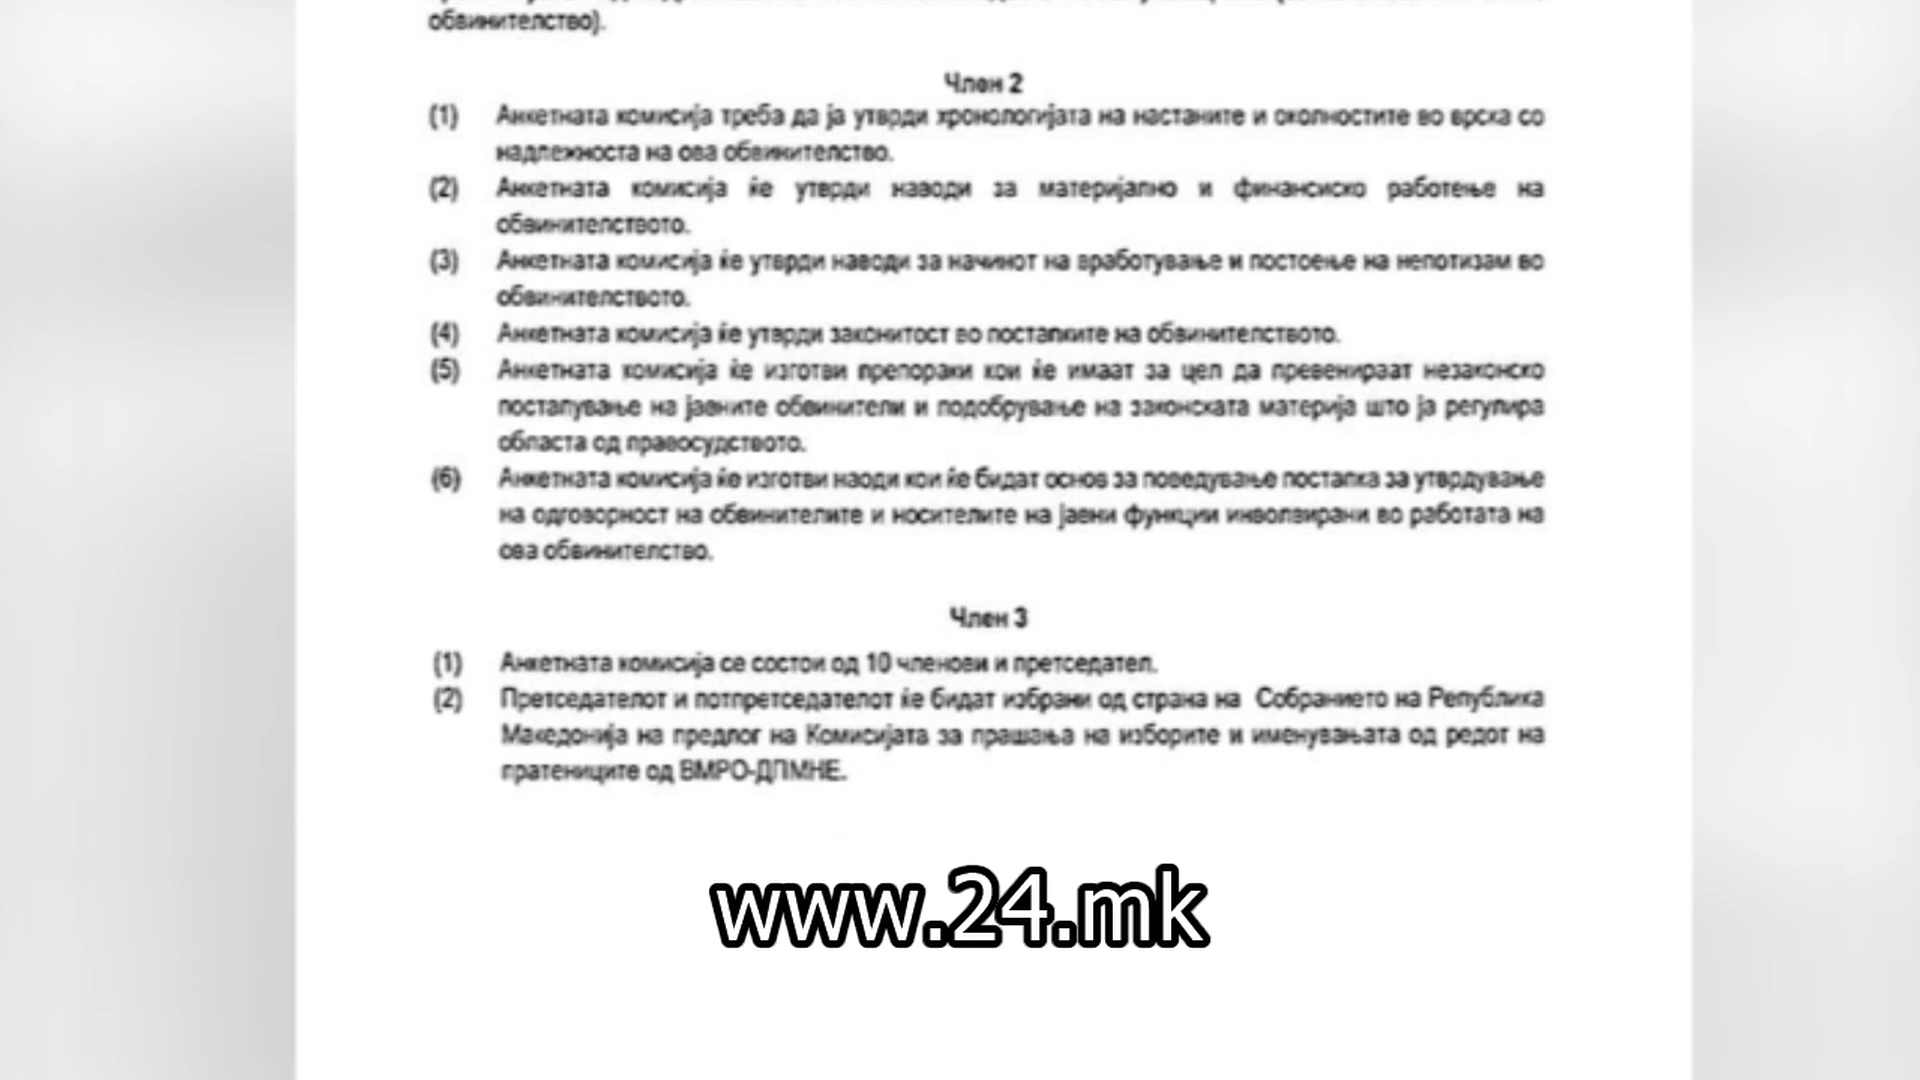 обвинителство).
Член 2
(1) Анкетната комисија треба да ја утврди хронологијата на настаните и околностите во врска со
надлежноста на ова обвинителство.
(2) Анкетната комисија ќе утврди наводи за материјално и финансиско работење на
обвинителството.
(3) Анкетната комисија ќе утврди наводи за начинот на вработување и постоење на непотизам во
обвинителството.
(4) Анкетната комисија ќе утврди законитост во постапките на обвинителството.
(5) Анкетната комисија ќе изготви препораки кои ќе имаат за цел да превенираат незаконско
постапување на јавните обвинители и подобрување на законската материја што ја регулира
областа од правосудството.
(6) Анкетната комисија ќе изготви наоди кои ќе бидат основ за поведување постапка за утврдување
на одговорност на обвинителите и носителите на јавни функции инволвирани во работата на
ова обвинителство.
Член 3
(1) Анкетната комисија се состои од 10 членови и претседател.
(2) Претседателот и потпретседателот ќе бидат избрани од страна на Собранието на Република
Македонија на предлог на Комисијата за прашања на изборите и именувањата од редот на
пратениците од ВМРО-ДПМНЕ.
www.24.mk